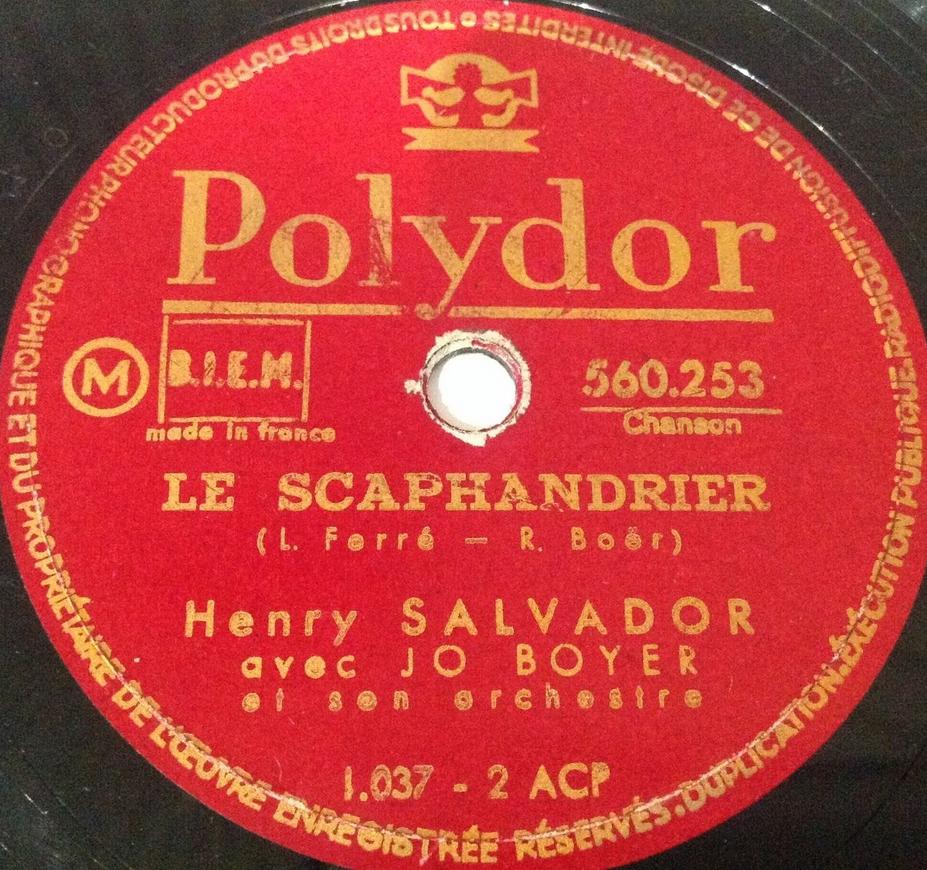 Polydor
M
B.I.E.M.
made in france
560.253
Chanson
LE SCAPHANDRIER
(L. Ferré — R. Boër)
Henry SALVADOR
avec JO BOYER
et son orchestre
1.037 - 2 ACP
TOUS DROITS DU PRODUCTEUR PHONOGRAPHIQUE ET DU PROPRIÉTAIRE DE L'ŒUVRE ENREGISTRÉE RÉSERVÉS. DUPLICATION. EXÉCUTION PUBLIQUE. RADIODIFFUSION DE CE DISQUE INTERDITES